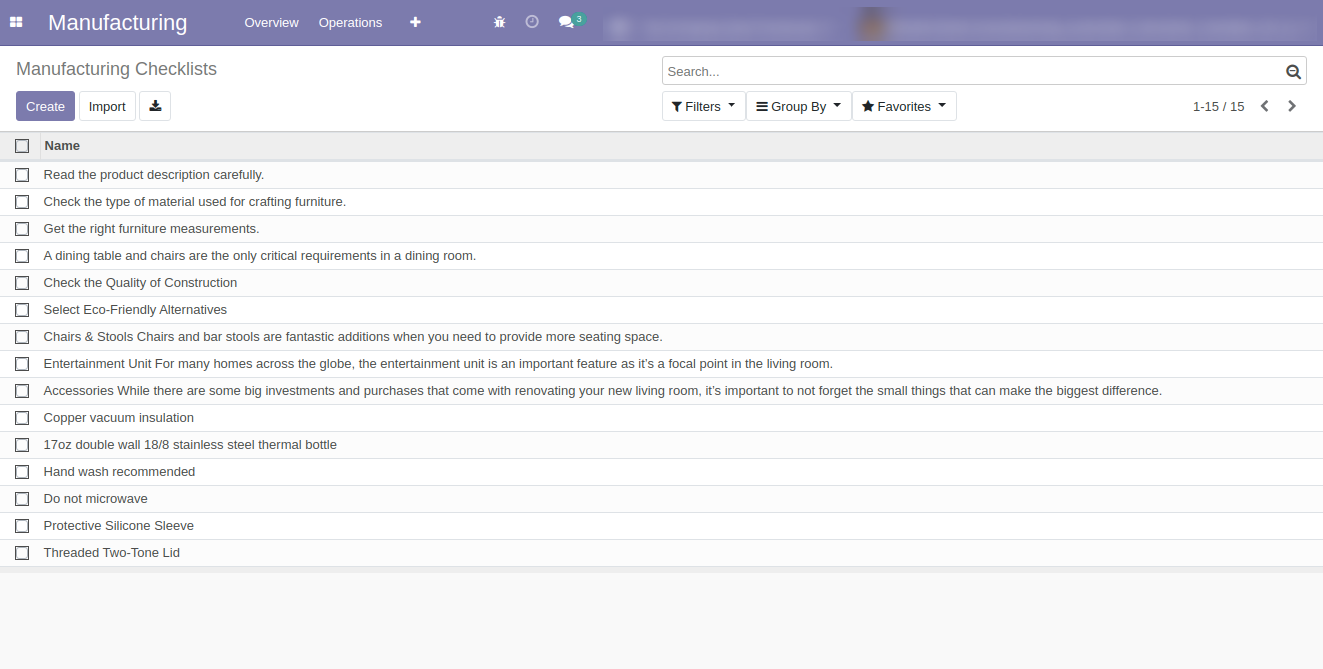 Manufacturing Overview Operations 3
Manufacturing Checklists
Search...
Create Import Filters Group By Favorites 1-15 / 15
Name
Read the product description carefully.
Check the type of material used for crafting furniture.
Get the right furniture measurements.
A dining table and chairs are the only critical requirements in a dining room.
Check the Quality of Construction
Select Eco-Friendly Alternatives
Chairs & Stools Chairs and bar stools are fantastic additions when you need to provide more seating space.
Entertainment Unit For many homes across the globe, the entertainment unit is an important feature as it’s a focal point in the living room.
Accessories While there are some big investments and purchases that come with renovating your new living room, it’s important to not forget the small things that can make the biggest difference.
Copper vacuum insulation
17oz double wall 18/8 stainless steel thermal bottle
Hand wash recommended
Do not microwave
Protective Silicone Sleeve
Threaded Two-Tone Lid